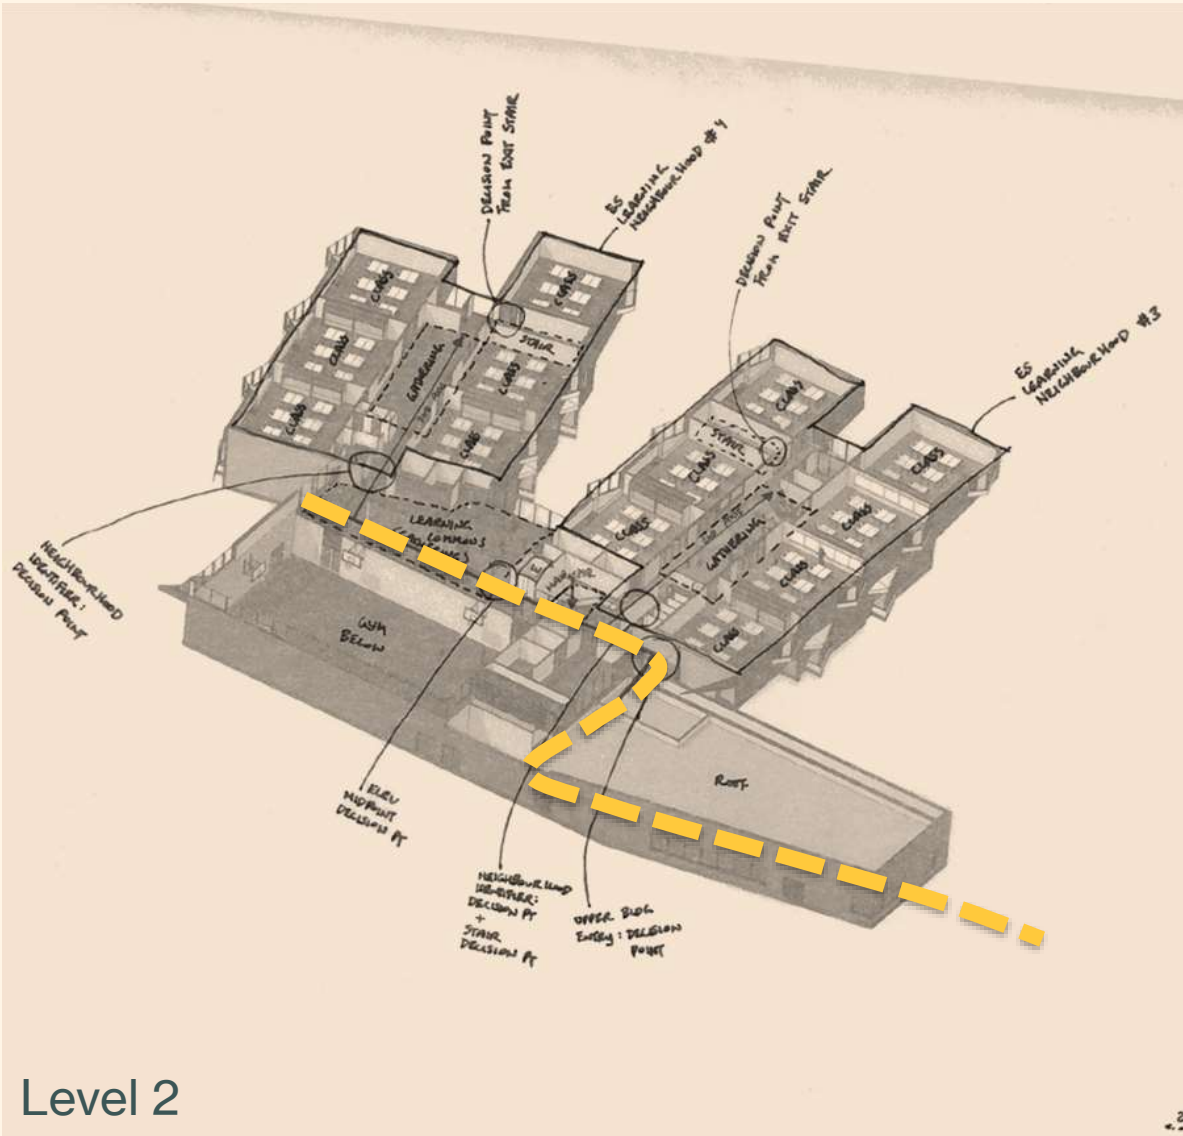 DECISION POINT
FROM EXIT STAIR
ES
LEARNING
NEIGHBOURHOOD #4
DECISION POINT
FROM EXIT STAIR
ES
LEARNING
NEIGHBOURHOOD #3
CLASS
CLASS
CLASS
CLASS
STAIR
CLASS
CLASS
GATHERING
CLASS
STAIR
CLASS
CLASS
CLASS
CLASS
CLASS
CLASS
GATHERING
LEARNING
COMMONS
NEIGHBOURHOOD
IDENTIFIER:
DECISION POINT
GYM
BELOW
ROOF
ELEV
MIDPOINT
DECISION PT
NEIGHBOURHOOD
IDENTIFIER:
DECISION PT
+
STAIR
DECISION PT
UPPER BLDG
ENTRY: DECISION
POINT
Level 2